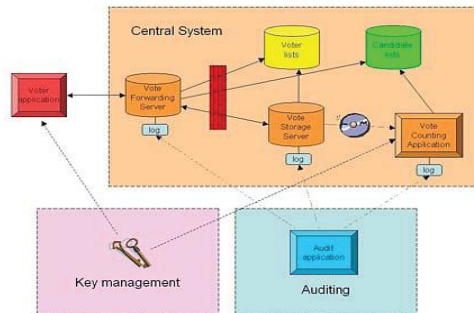 Central System
Voter
lists
Candidate
lists
Voter
application
Vote
Forwarding
Server
log
Vote
Storage
Server
log
Vote
Counting
Application
log
Key management
Audit
application
Auditing